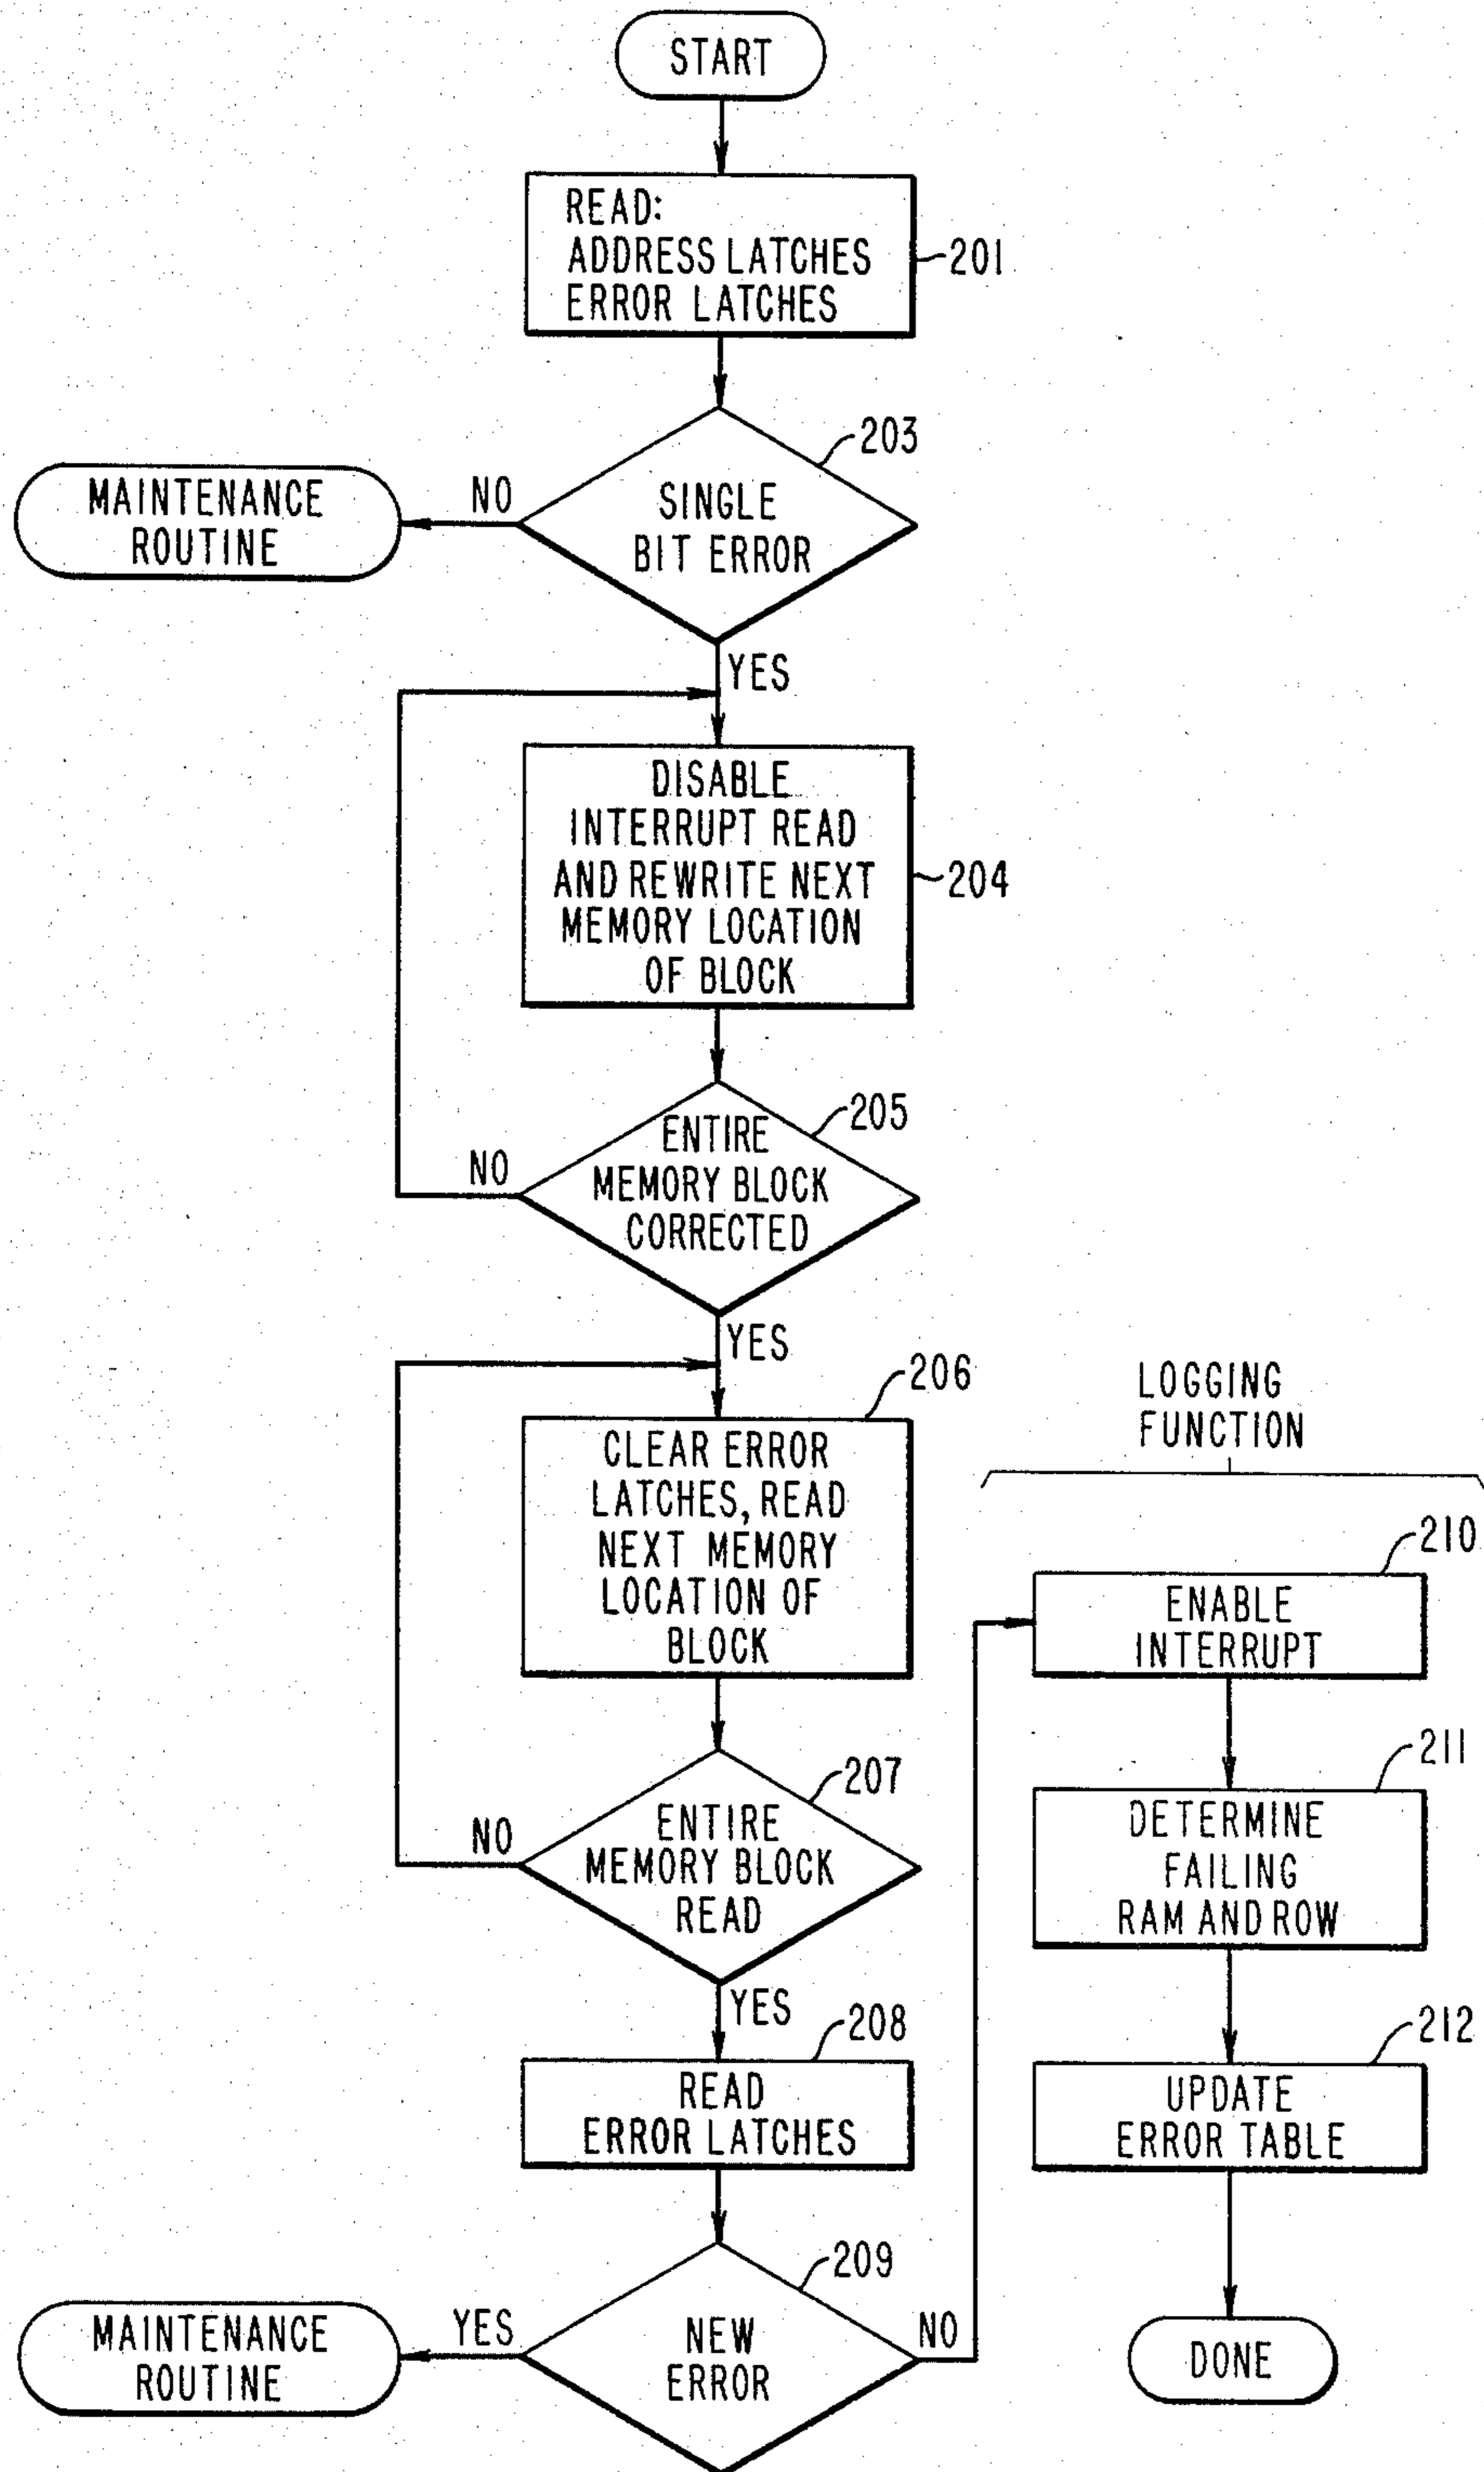 START
READ:
ADDRESS LATCHES
ERROR LATCHES
201
203
SINGLE
BIT ERROR
NO
MAINTENANCE
ROUTINE
YES
DISABLE
INTERRUPT READ
AND REWRITE NEXT
MEMORY LOCATION
OF BLOCK
204
205
ENTIRE
MEMORY BLOCK
CORRECTED
NO
YES
206
CLEAR ERROR
LATCHES, READ
NEXT MEMORY
LOCATION OF
BLOCK
207
ENTIRE
MEMORY BLOCK
READ
NO
YES
208
READ
ERROR LATCHES
209
NEW
ERROR
YES
MAINTENANCE
ROUTINE
NO
LOGGING
FUNCTION
210
ENABLE
INTERRUPT
211
DETERMINE
FAILING
RAM AND ROW
212
UPDATE
ERROR TABLE
DONE